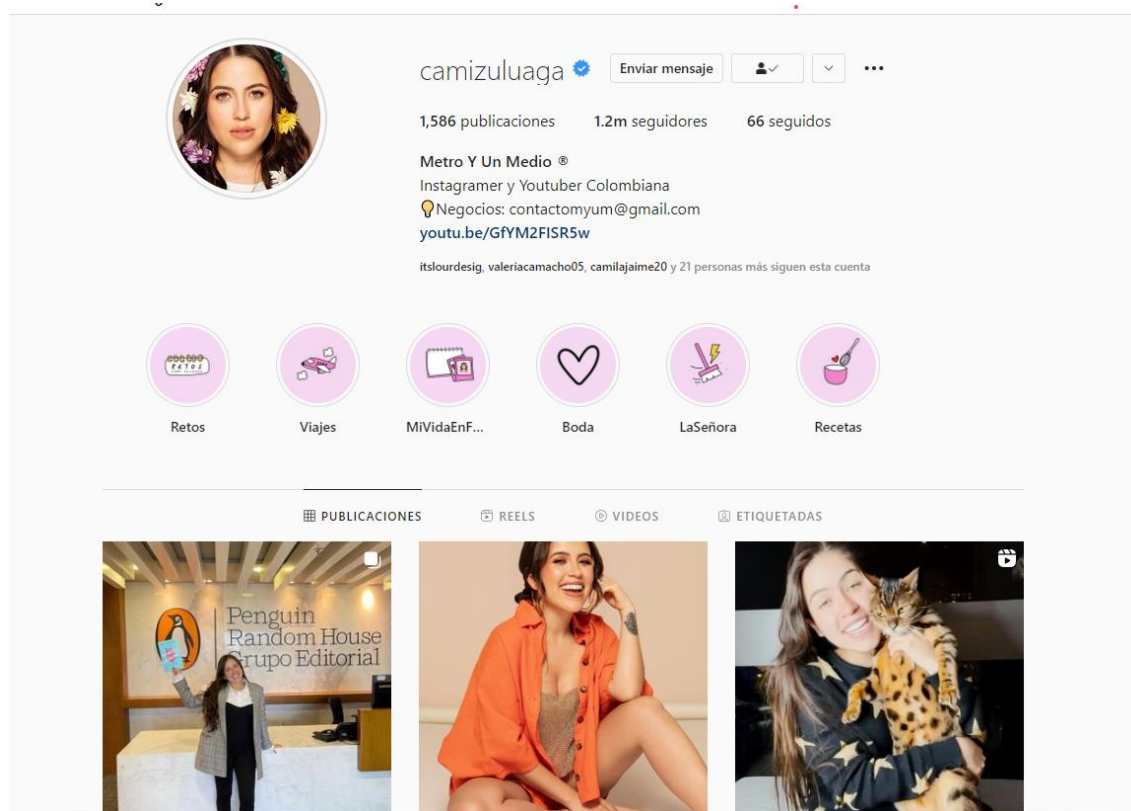 camizuluaga Enviar mensaje
1,586 publicaciones 1.2m seguidores 66 seguidos
Metro Y Un Medio ®
Instagramer y Youtuber Colombiana
💡Negocios: contactomyum@gmail.com
youtu.be/GfYM2FISR5w
itslourdesig, valeriacamacho05, camilajaime20 y 21 personas más siguen esta cuenta
RETOS
Retos Viajes MiVidaEnF... Boda LaSeñora Recetas
PUBLICACIONES REELS VIDEOS ETIQUETADAS
Penguin
Random House
Grupo Editorial